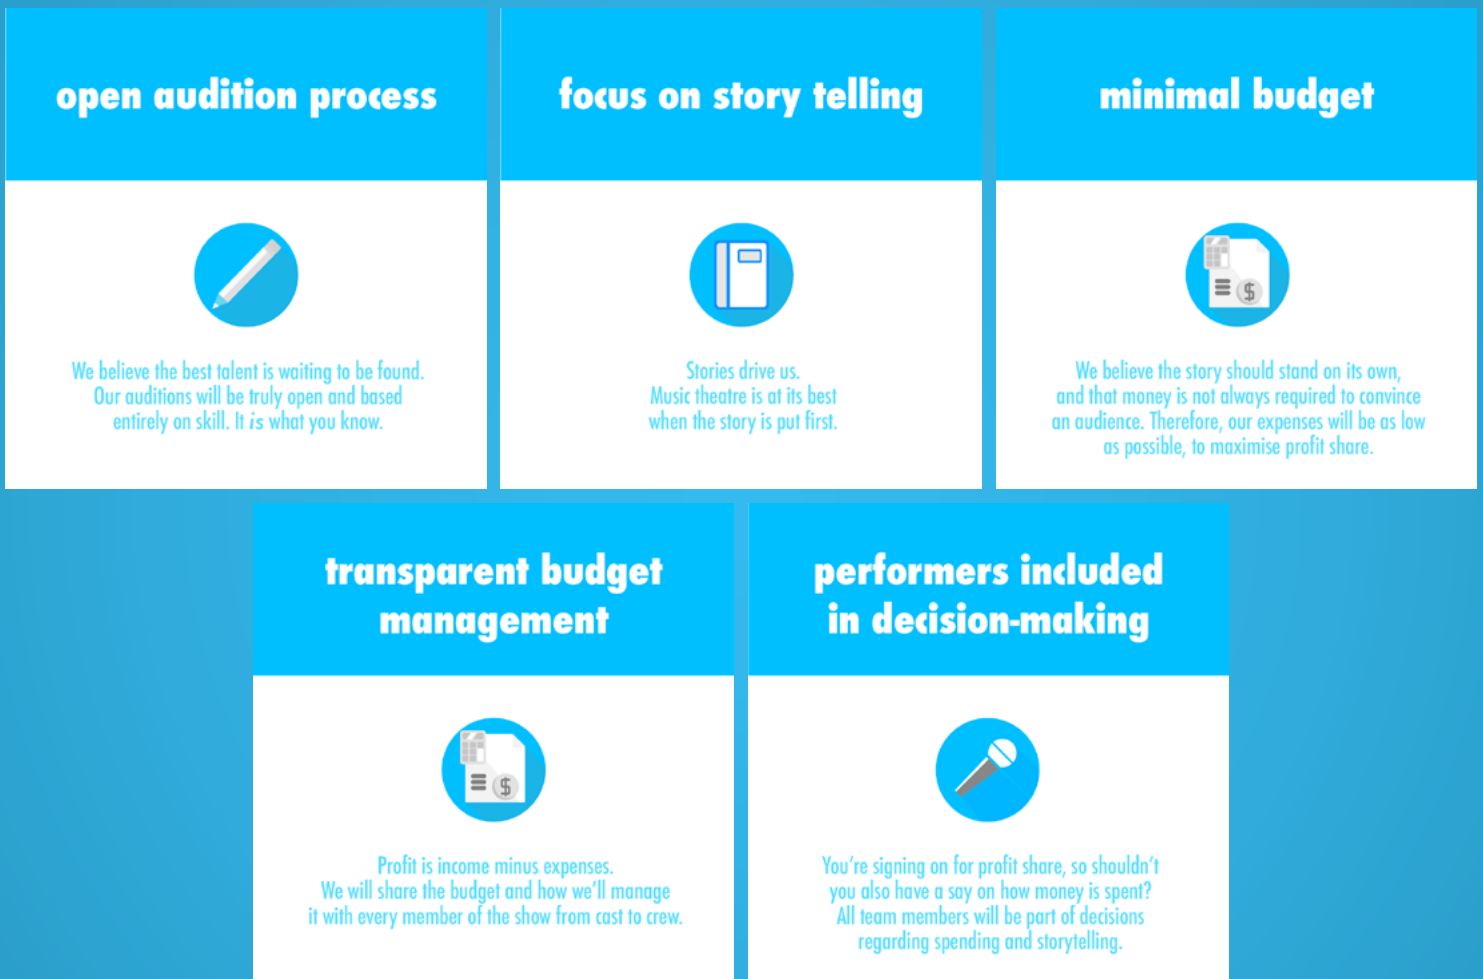 open audition process
We believe the best talent is waiting to be found.
Our auditions will be truly open and based
entirely on skill. It is what you know.
focus on story telling
Stories drive us.
Music theatre is at its best
when the story is put first.
minimal budget
$
We believe the story should stand on its own,
and that money is not always required to convince
an audience. Therefore, our expenses will be as low
as possible, to maximise profit share.
transparent budget
management
$
Profit is income minus expenses.
We will share the budget and how we'll manage
it with every member of the show from cast to crew.
performers included
in decision-making
You're signing on for profit share, so shouldn't
you also have a say on how money is spent?
All team members will be part of decisions
regarding spending and storytelling.